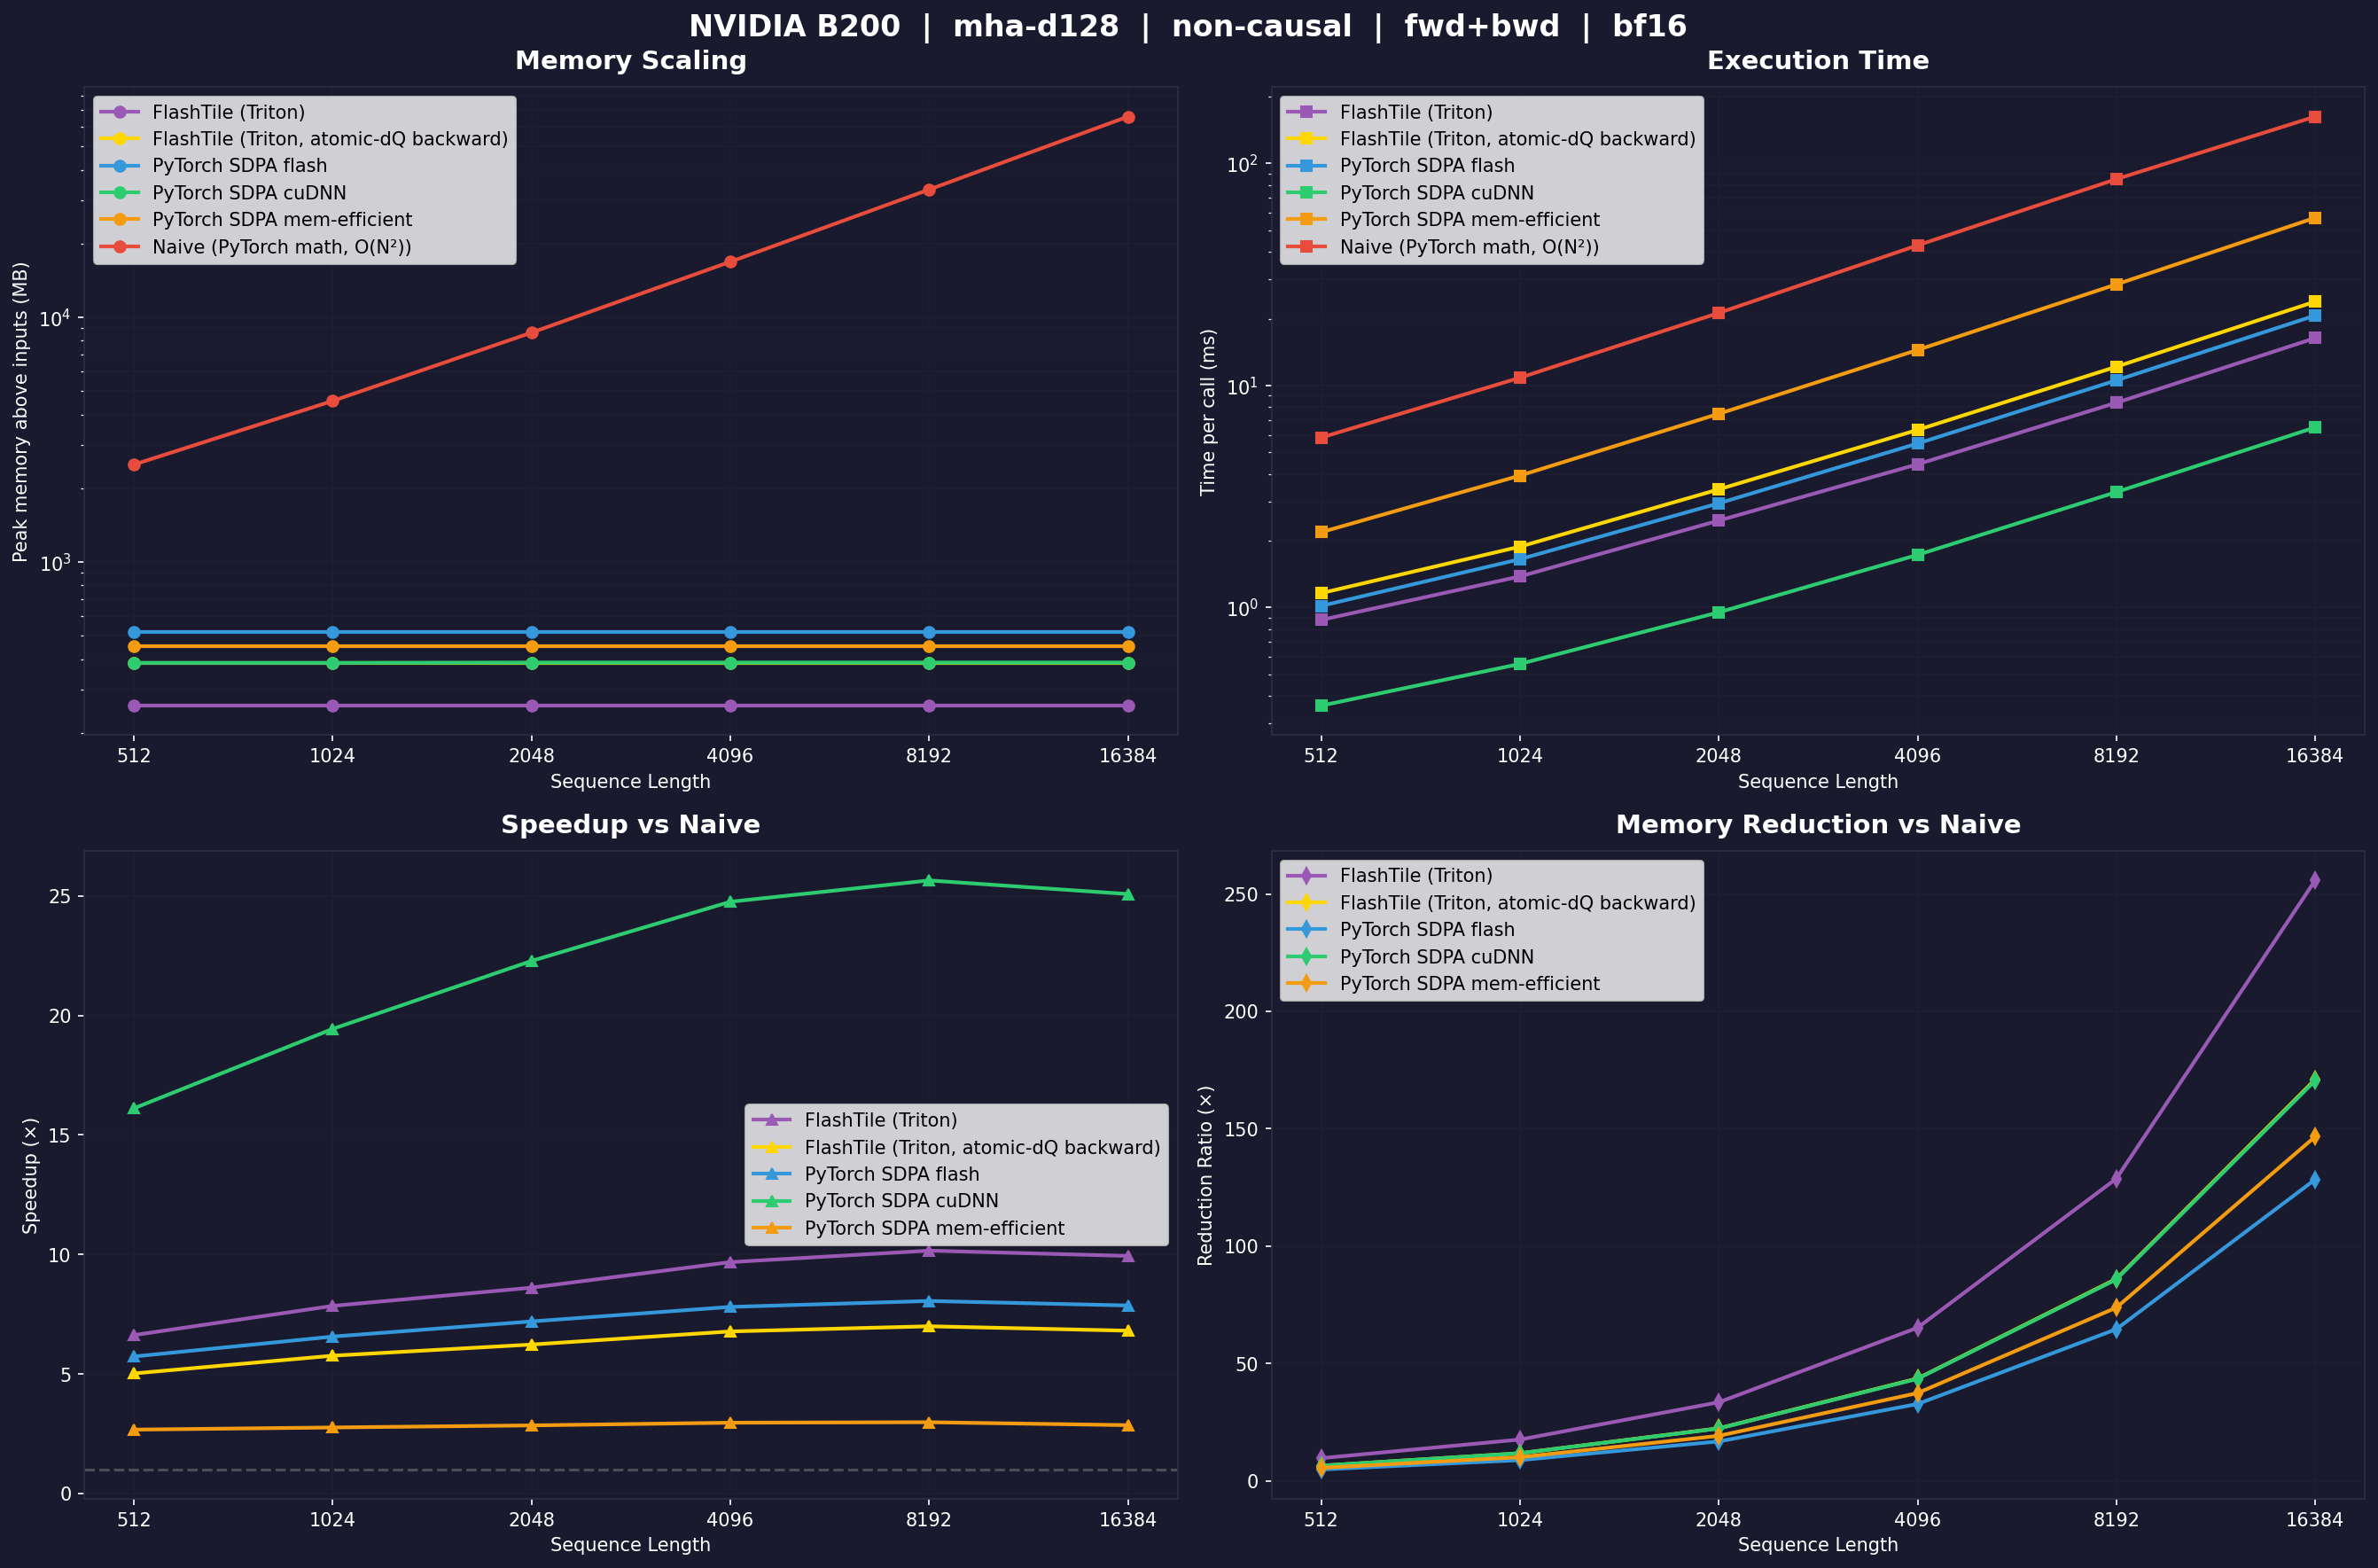 NVIDIA B200 | mha-d128 | non-causal | fwd+bwd | bf16
Memory Scaling
FlashTile (Triton)
FlashTile (Triton, atomic-dQ backward)
PyTorch SDPA flash
PyTorch SDPA cuDNN
PyTorch SDPA mem-efficient
Naive (PyTorch math, O(N²))
Peak memory above inputs (MB)
10⁴
10³
512 1024 2048 4096 8192 16384
Sequence Length
Execution Time
FlashTile (Triton)
FlashTile (Triton, atomic-dQ backward)
PyTorch SDPA flash
PyTorch SDPA cuDNN
PyTorch SDPA mem-efficient
Naive (PyTorch math, O(N²))
Time per call (ms)
10²
10¹
10⁰
512 1024 2048 4096 8192 16384
Sequence Length
Speedup vs Naive
FlashTile (Triton)
FlashTile (Triton, atomic-dQ backward)
PyTorch SDPA flash
PyTorch SDPA cuDNN
PyTorch SDPA mem-efficient
Speedup (×)
25
20
15
10
5
0
512 1024 2048 4096 8192 16384
Sequence Length
Memory Reduction vs Naive
FlashTile (Triton)
FlashTile (Triton, atomic-dQ backward)
PyTorch SDPA flash
PyTorch SDPA cuDNN
PyTorch SDPA mem-efficient
Reduction Ratio (×)
250
200
150
100
50
0
512 1024 2048 4096 8192 16384
Sequence Length